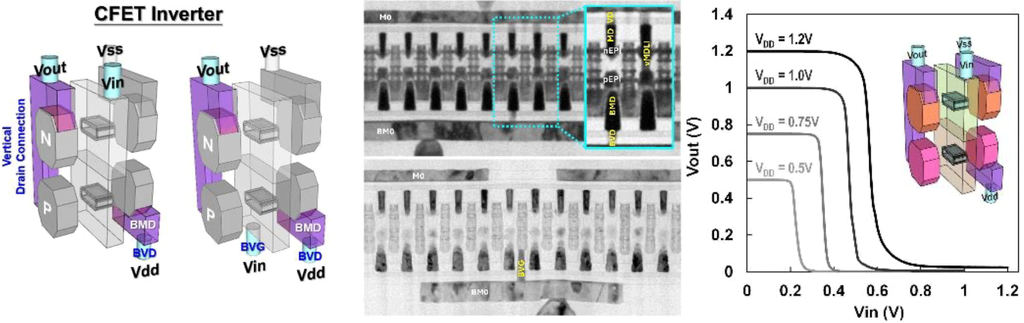 CFET Inverter
Vout
Vss
Vin
N
P
Vertical
Drain Connection
BMD
BVD
Vdd
Vout
Vss
N
P
BVG
Vin
BMD
BVD
Vdd
M0
BM0
MD VD
nEPI
pEPI
vMDLI
BMD
BVD
M0
BVG
BM0
Vout (V)
1.4
1.2
1
0.8
0.6
0.4
0.2
0
VDD = 1.2V
VDD = 1.0V
VDD = 0.75V
VDD = 0.5V
Vout
Vss
Vin
Vdd
0 0.2 0.4 0.6 0.8 1 1.2
Vin (V)